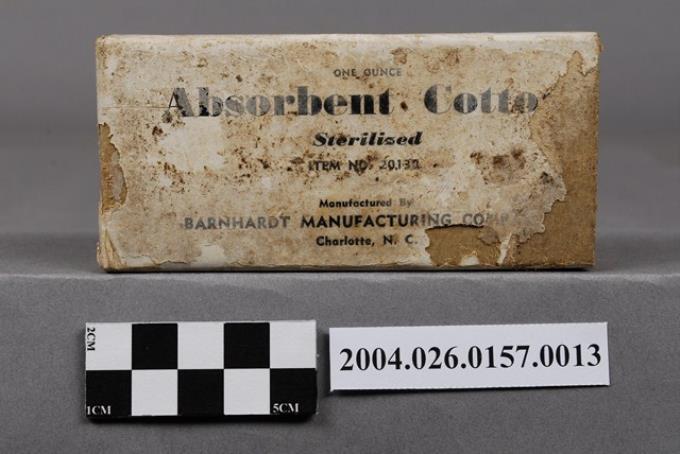 ONE OUNCE
Absorbent Cotto
Sterilized
ITEM NO. 20130
Manufactured By
BARNHARDT MANUFACTURING COMP
Charlotte, N. C.
2CM
1CM
5CM
2004.026.0157.0013